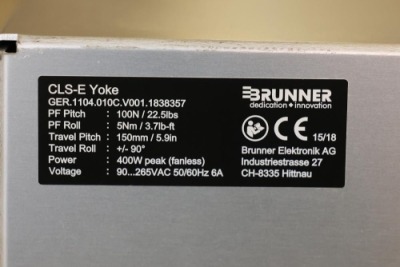 CLS-E Yoke
GER.1104.010C.V001.1838357
PF Pitch : 100N / 22.5lbs
PF Roll : 5Nm / 3.7lb-ft
Travel Pitch : 150mm / 5.9in
Travel Roll : +/- 90°
Power : 400W peak (fanless)
Voltage : 90...265VAC 50/60Hz 6A
BRUNNER
dedication • innovation
CE 15/18
Brunner Elektronik AG
Industriestrasse 27
CH-8335 Hittnau